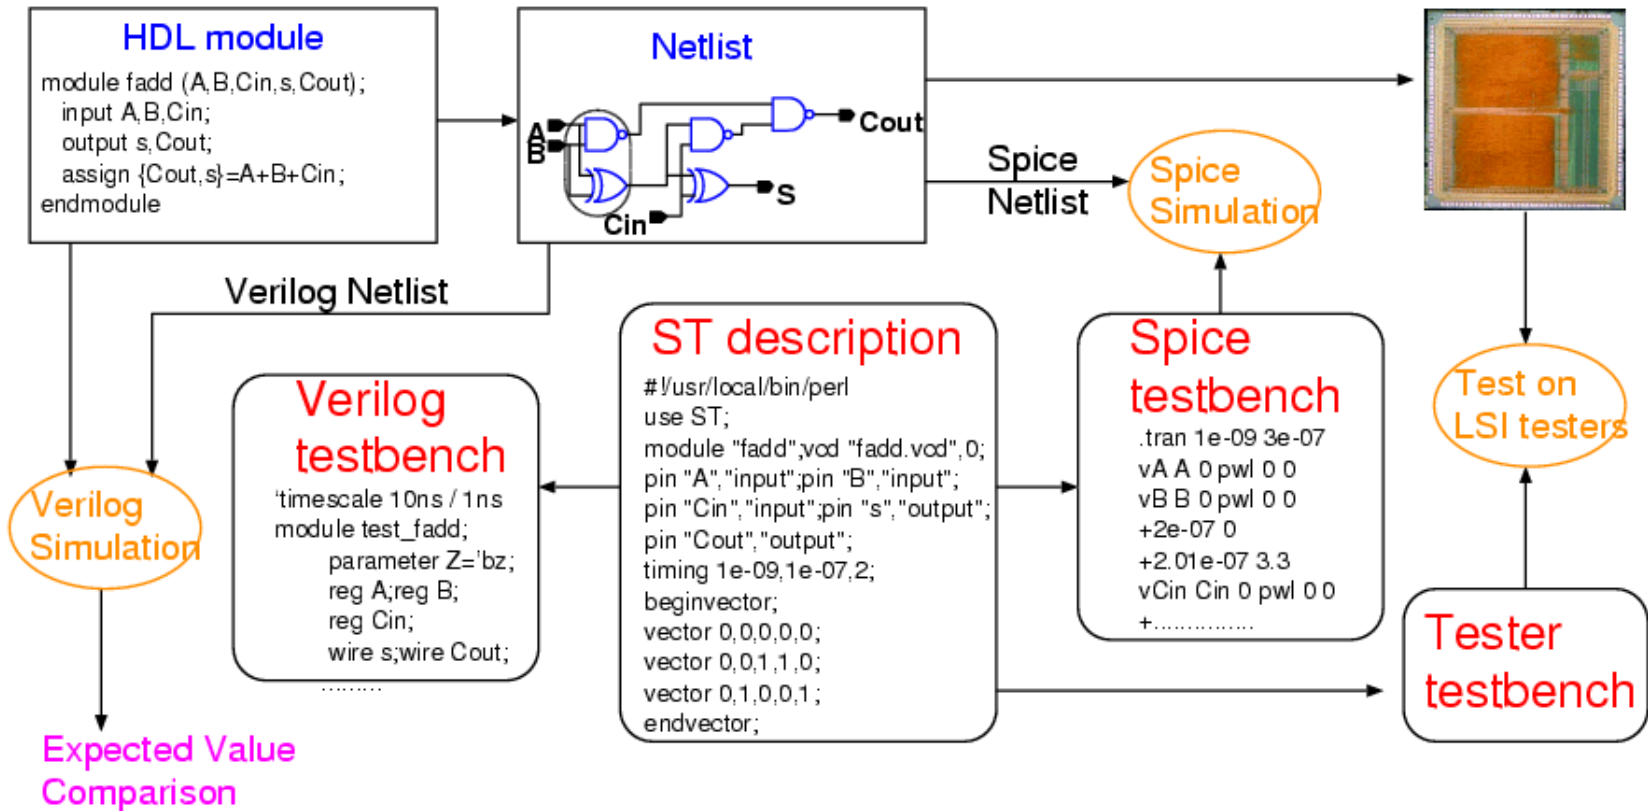 HDL module
module fadd (A,B,Cin,s,Cout);
input A,B,Cin;
output s,Cout;
assign {Cout,s}=A+B+Cin;
endmodule
Netlist
A
B
Cout
S
Cin
Spice
Netlist
Spice
Simulation
Verilog Netlist
Verilog
testbench
'timescale 10ns / 1ns
module test_fadd;
parameter Z='bz;
reg A;reg B;
reg Cin;
wire s;wire Cout;
.........
ST description
#!/usr/local/bin/perl
use ST;
module "fadd";vcd "fadd.vcd",0;
pin "A","input";pin "B","input";
pin "Cin","input";pin "s","output";
pin "Cout","output";
timing 1e-09,1e-07,2;
beginvector;
vector 0,0,0,0,0;
vector 0,0,1,1,0;
vector 0,1,0,0,1;
endvector;
Spice
testbench
.tran 1e-09 3e-07
vA A 0 pwl 0 0
vB B 0 pwl 0 0
+2e-07 0
+2.01e-07 3.3
vCin Cin 0 pwl 0 0
+..............
Test on
LSI testers
Tester
testbench
Verilog
Simulation
Expected Value
Comparison